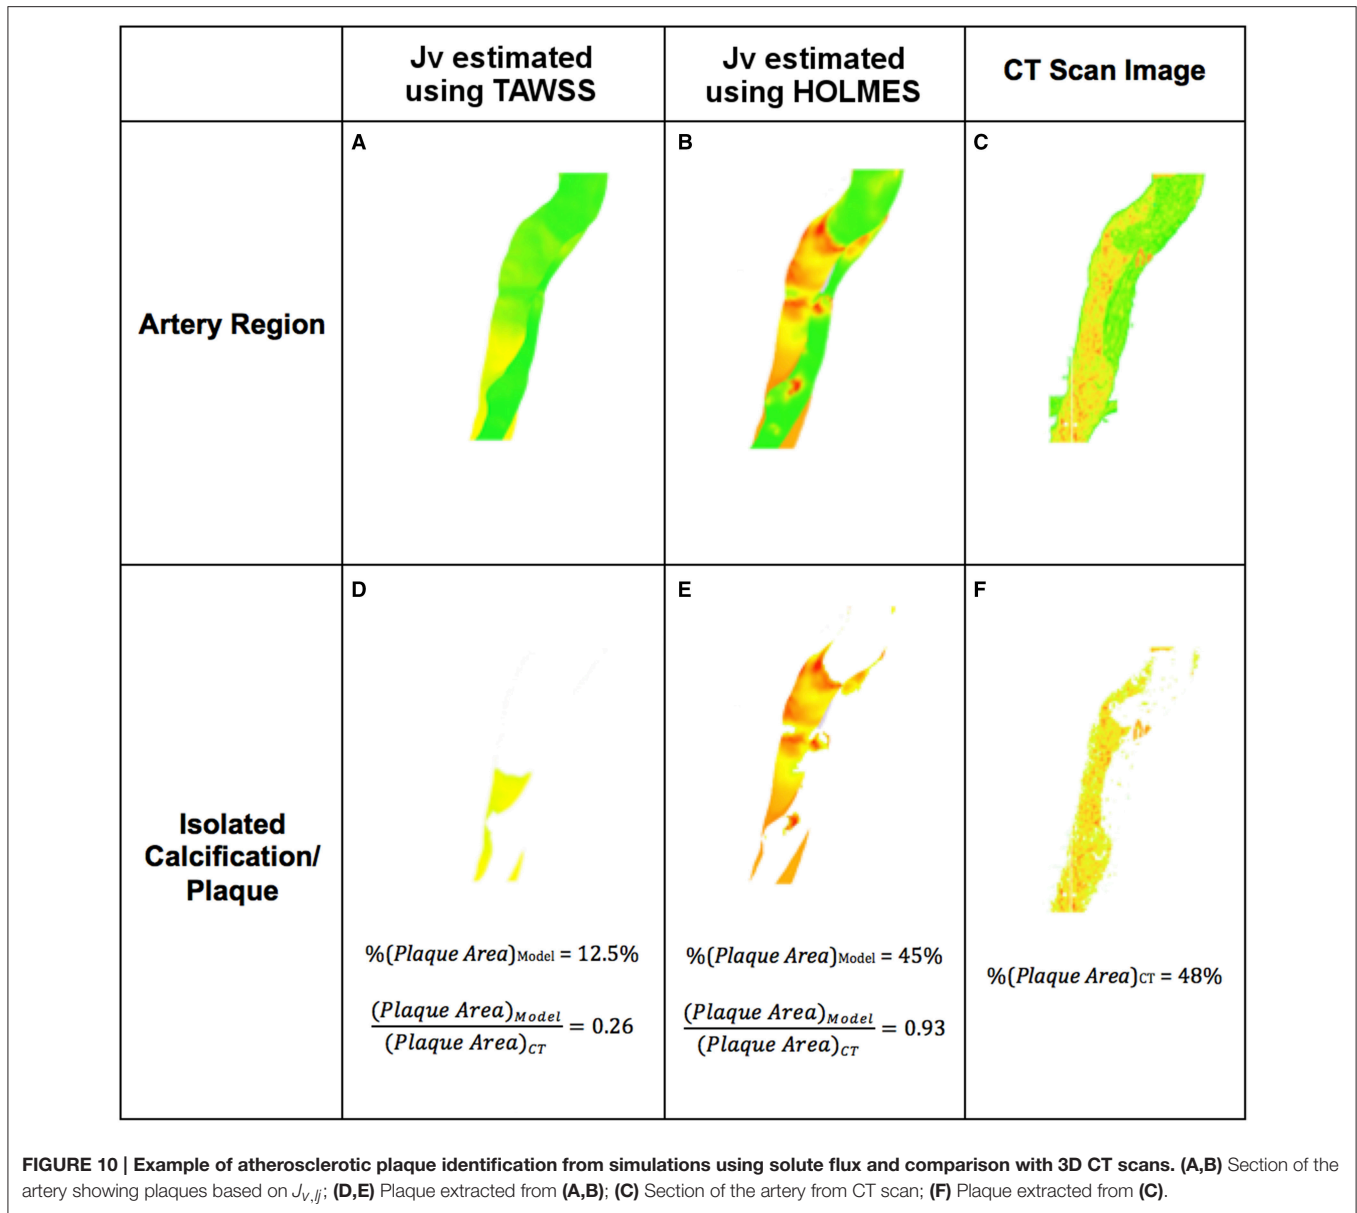 Jv estimated
using TAWSS
Jv estimated
using HOLMES
CT Scan Image
Artery Region
A
B
C
Isolated
Calcification/
Plaque
D
E
F
%(Plaque Area)Model = 12.5%
(Plaque Area)Model
(Plaque Area)CT
= 0.26
%(Plaque Area)Model = 45%
(Plaque Area)Model
(Plaque Area)CT
= 0.93
%(Plaque Area)CT = 48%
FIGURE 10 | Example of atherosclerotic plaque identification from simulations using solute flux and comparison with 3D CT scans. (A,B) Section of the
artery showing plaques based on Jv,lj; (D,E) Plaque extracted from (A,B); (C) Section of the artery from CT scan; (F) Plaque extracted from (C).